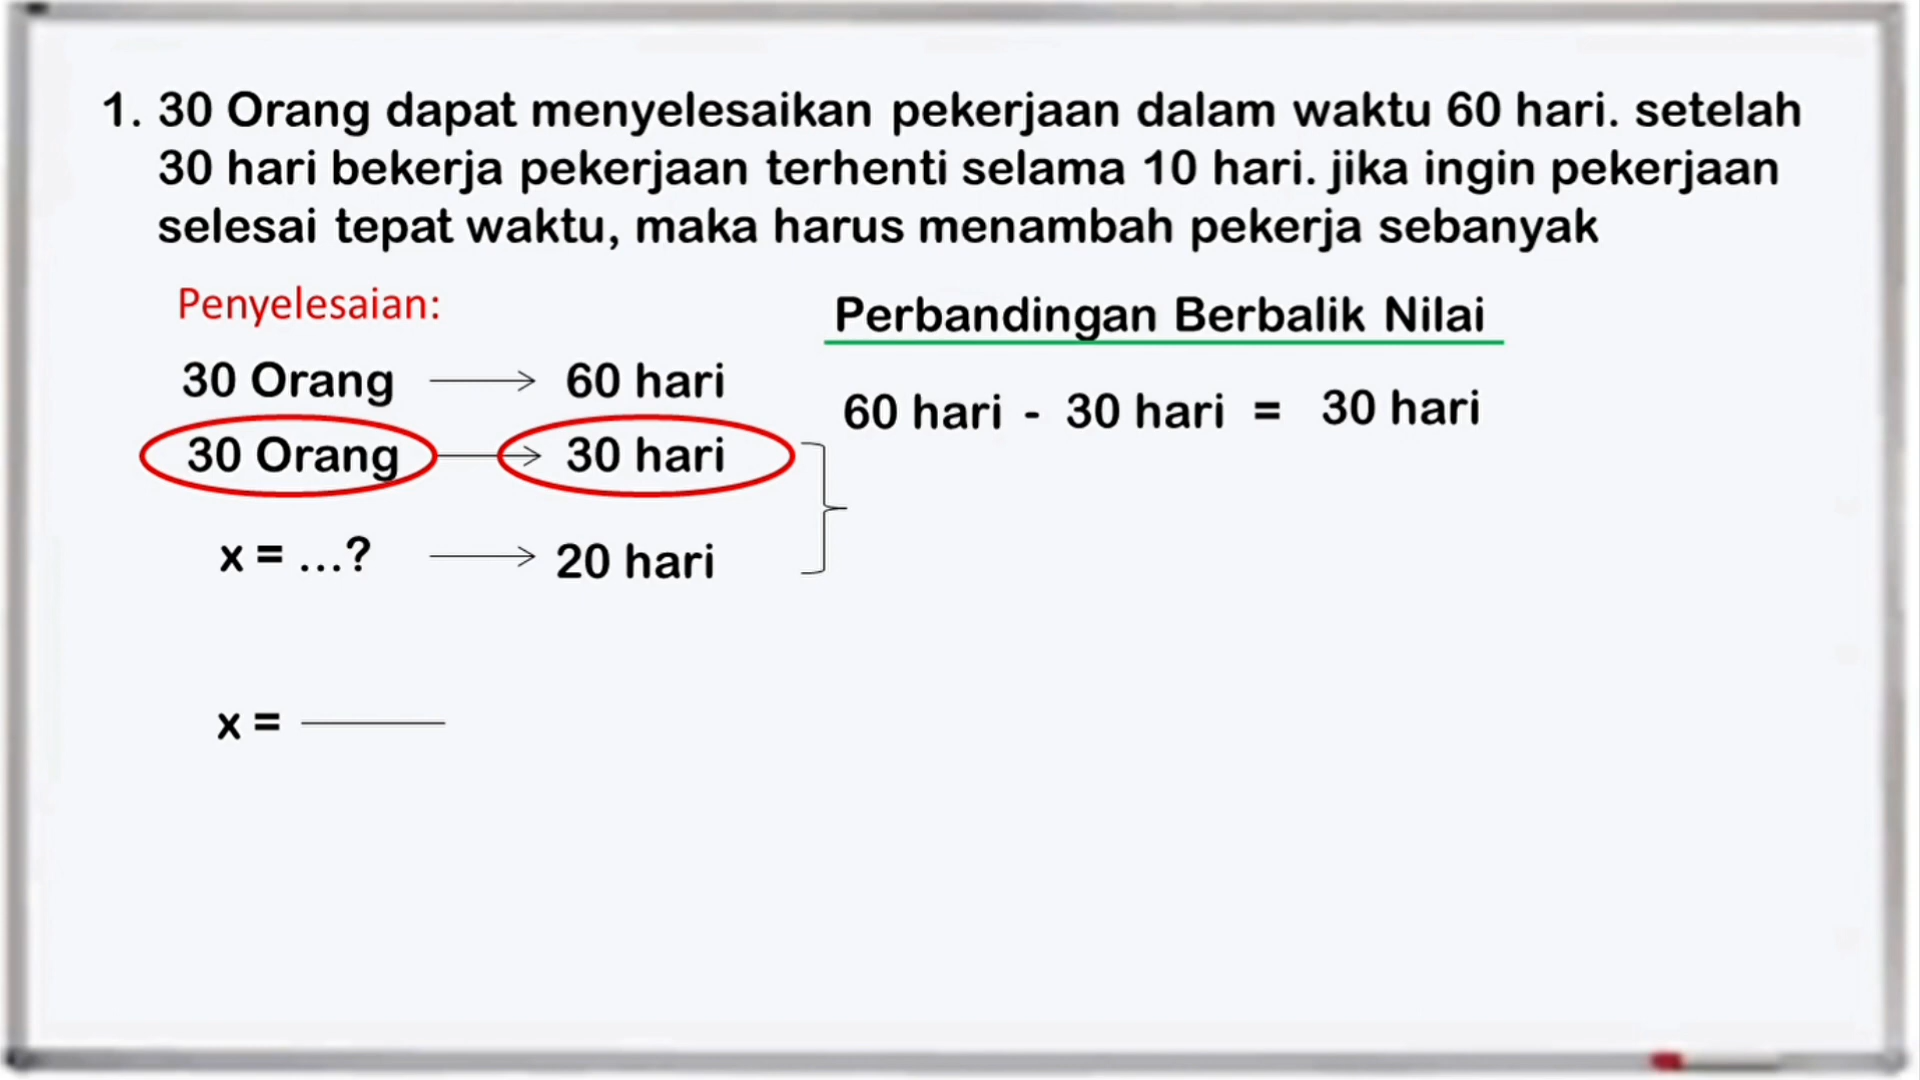 1. 30 Orang dapat menyelesaikan pekerjaan dalam waktu 60 hari. setelah
30 hari bekerja pekerjaan terhenti selama 10 hari. jika ingin pekerjaan
selesai tepat waktu, maka harus menambah pekerja sebanyak
Penyelesaian:
Perbandingan Berbalik Nilai
30 Orang → 60 hari
60 hari - 30 hari = 30 hari
30 Orang → 30 hari
x = ...? → 20 hari
x =